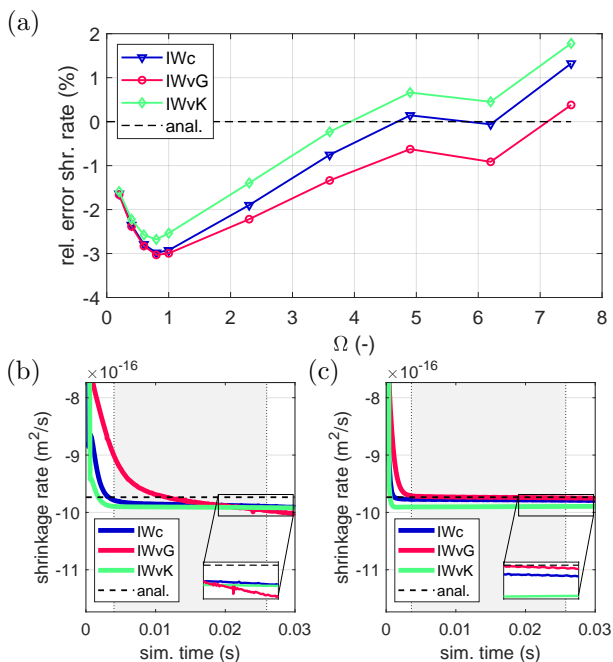 (a)
rel. error shr. rate (%)
2
1
0
-1
-2
-3
-4
IWc
IWvG
IWvK
anal.
0 1 2 3 4 5 6 7 8
Ω (-)
(b)
×10⁻¹⁶
shrinkage rate (m²/s)
-8
-9
-10
-11
IWc
IWvG
IWvK
anal.
0 0.01 0.02 0.03
sim. time (s)
(c)
×10⁻¹⁶
shrinkage rate (m²/s)
-8
-9
-10
-11
IWc
IWvG
IWvK
anal.
0 0.01 0.02 0.03
sim. time (s)